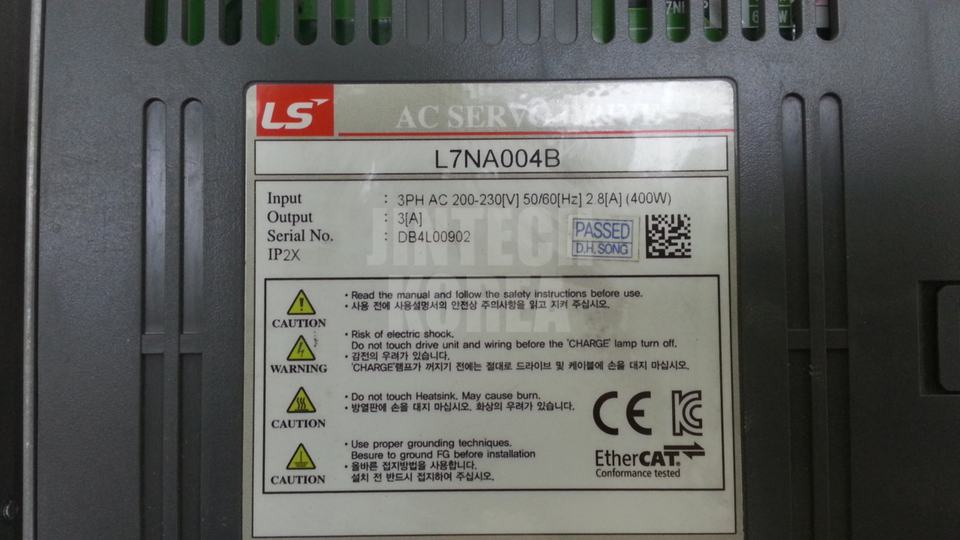 LS
AC SERVO DRIVE
L7NA004B
Input : 3PH AC 200-230[V] 50/60[Hz] 2.8[A] (400W)
Output : 3[A]
Serial No. : DB4L00902
IP2X
PASSED
D.H. SONG
JINTECH
KOREA
CAUTION
• Read the manual and follow the safety instructions before use.
• 사용 전에 사용설명서의 안전상 주의사항을 읽고 지켜 주십시오.
WARNING
• Risk of electric shock.
Do not touch drive unit and wiring before the 'CHARGE' lamp turn off.
• 감전의 우려가 있습니다.
'CHARGE'램프가 꺼지기 전에는 절대로 드라이브 및 케이블에 손을 대지 마십시오.
CAUTION
• Do not touch Heatsink. May cause burn.
• 방열판에 손을 대지 마십시오. 화상의 우려가 있습니다.
CAUTION
• Use proper grounding techniques.
Besure to ground FG before installation
• 올바른 접지방법을 사용합니다.
설치 전 반드시 접지하여 주십시오.
CE
KC
EtherCAT
Conformance tested